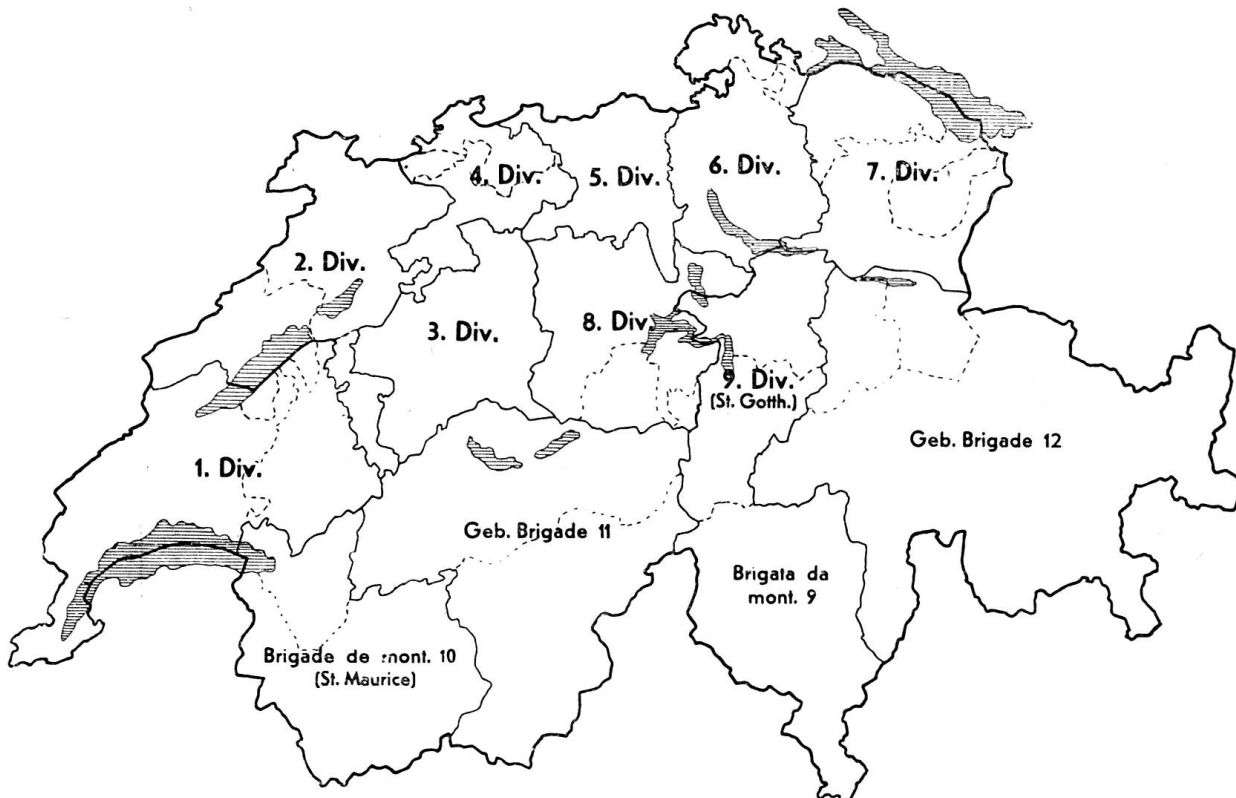 6. Div.
4. Div.
5. Div.
7. Div.
2. Div.
3. Div.
8. Div.
9. Div.
(St. Gotth.)
Geb. Brigade 12
1. Div.
Geb. Brigade 11
Brigata da
mont. 9
Brigade de mont. 10
(St. Maurice)